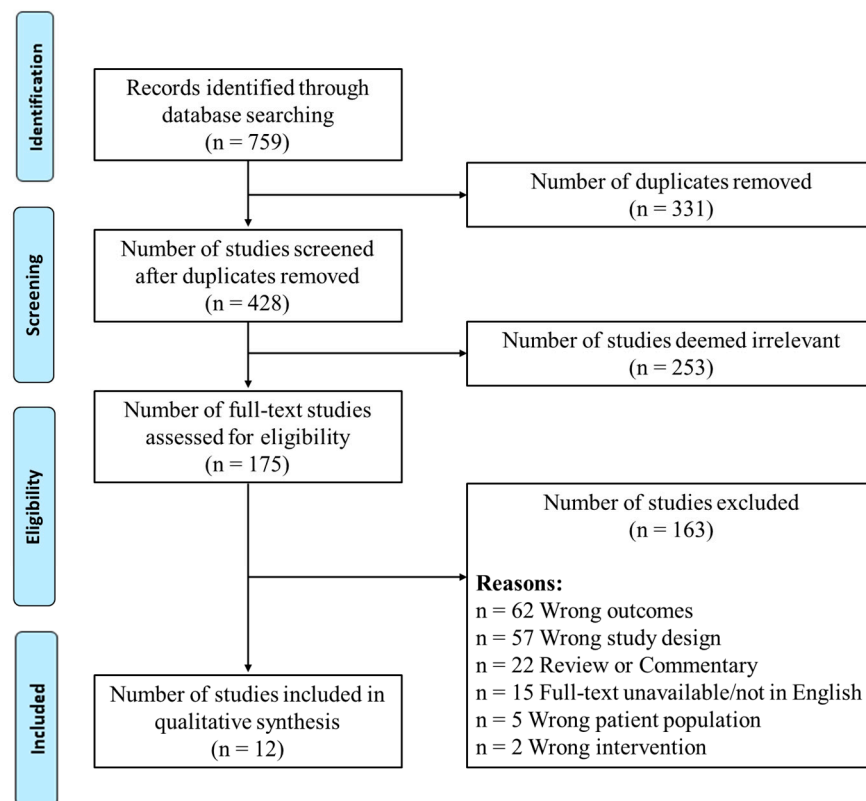 Identification
Records identified through
database searching
(n = 759)
Number of duplicates removed
(n = 331)
Screening
Number of studies screened
after duplicates removed
(n = 428)
Number of studies deemed irrelevant
(n = 253)
Eligibility
Number of full-text studies
assessed for eligibility
(n = 175)
Number of studies excluded
(n = 163)
Reasons:
n = 62 Wrong outcomes
n = 57 Wrong study design
n = 22 Review or Commentary
n = 15 Full-text unavailable/not in English
n = 5 Wrong patient population
n = 2 Wrong intervention
Included
Number of studies included in
qualitative synthesis
(n = 12)